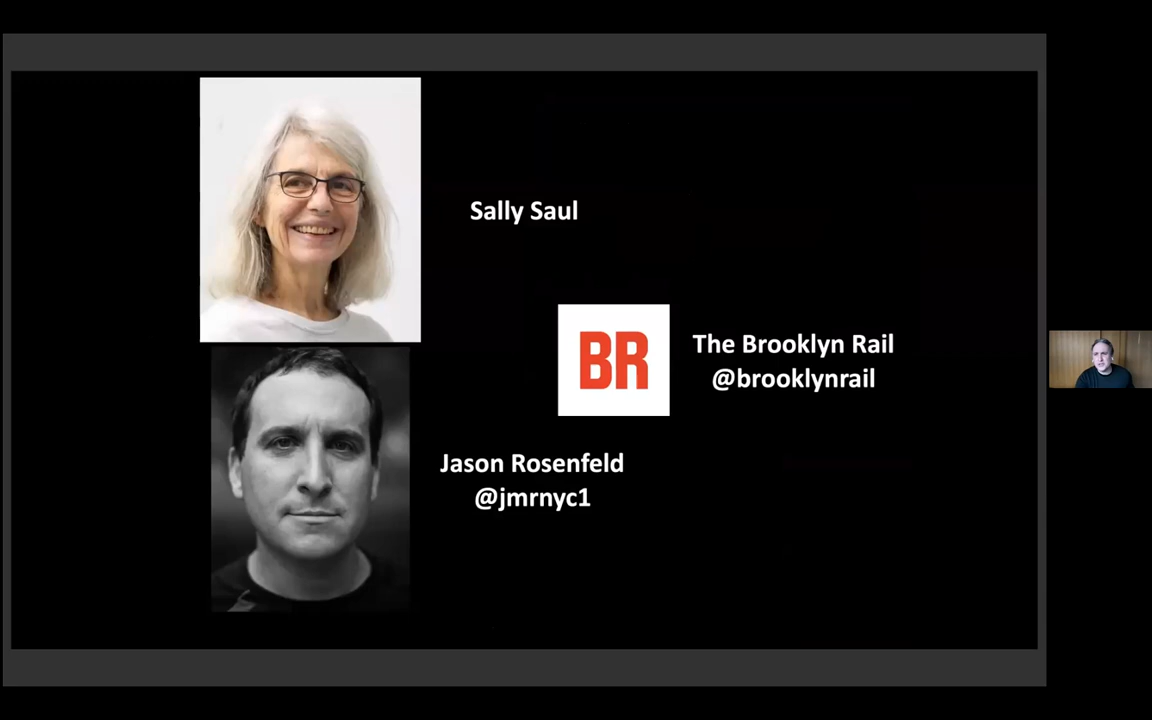 Sally Saul
BR
The Brooklyn Rail
@brooklynrail
Jason Rosenfeld
@jmrnyc1